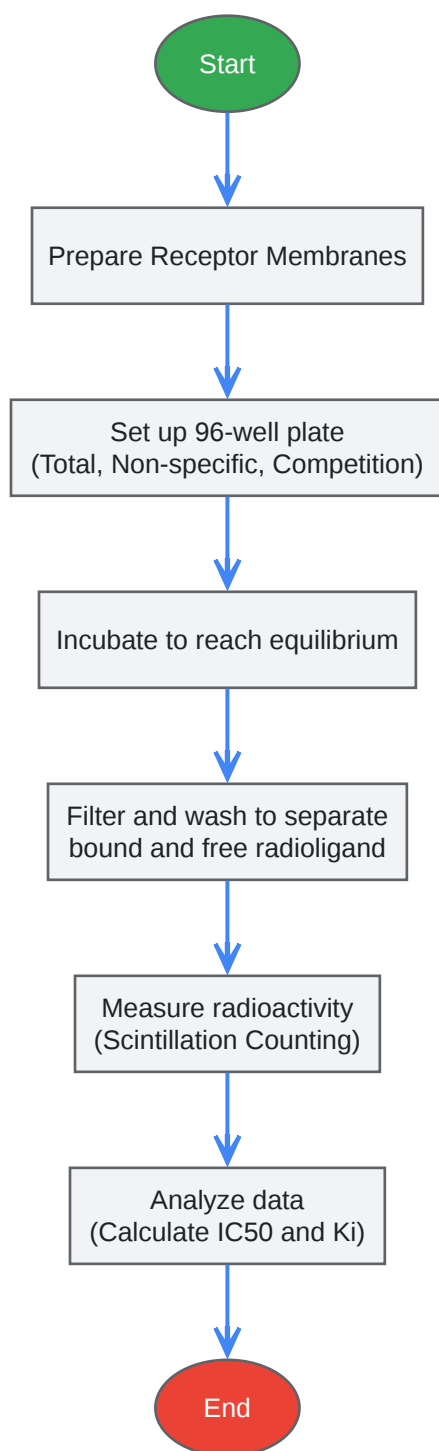 Start
Prepare Receptor Membranes
Set up 96-well plate
(Total, Non-specific, Competition)
Incubate to reach equilibrium
Filter and wash to separate
bound and free radioligand
Measure radioactivity
(Scintillation Counting)
Analyze data
(Calculate IC50 and Ki)
End